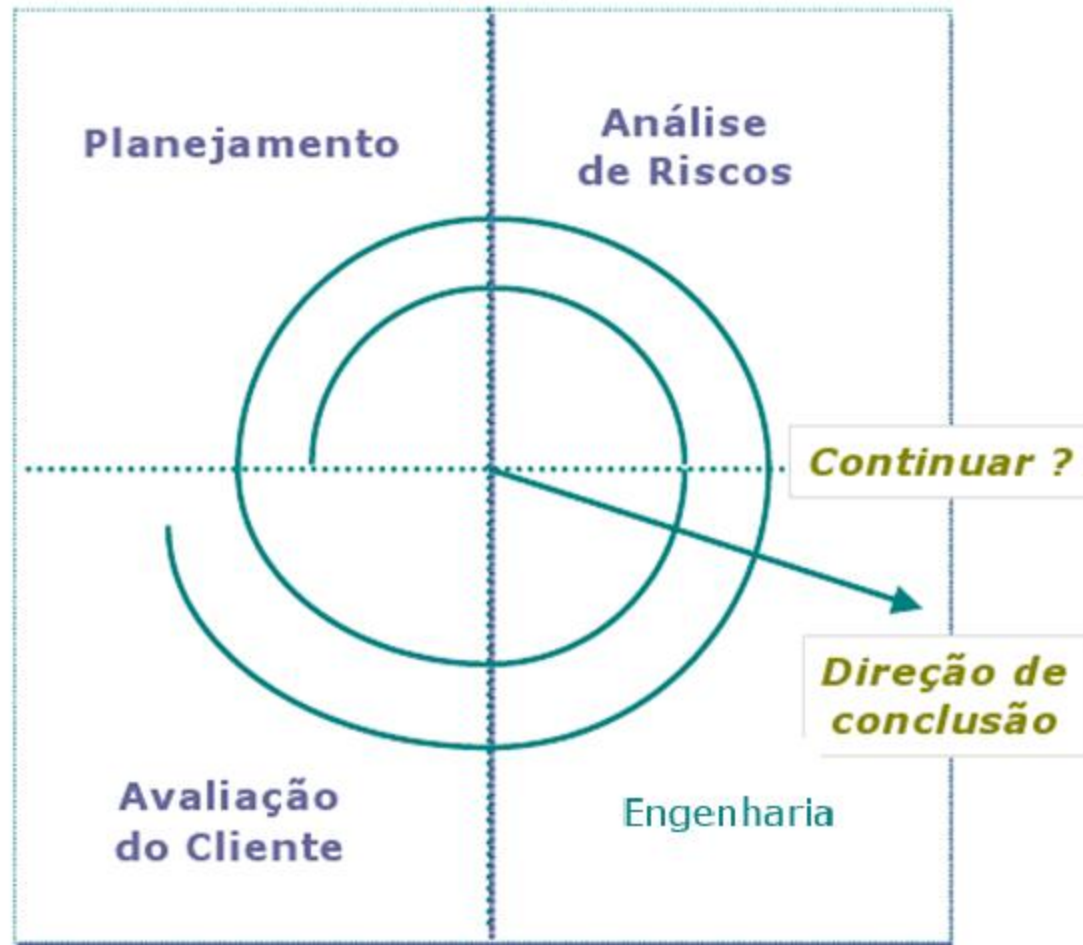 Planejamento
Análise
de Riscos
Continuar ?
Direção de
conclusão
Avaliação
do Cliente
Engenharia